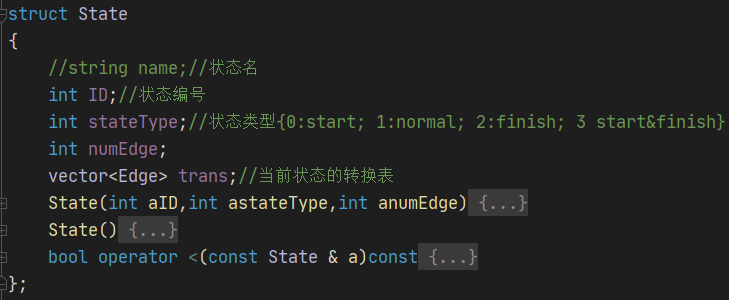 struct State
{
//string name;//状态名
int ID;//状态编号
int stateType;//状态类型{0:start; 1:normal; 2:finish; 3 start&finish}
int numEdge;
vector<Edge> trans;//当前状态的转换表
State(int aID,int astateType,int anumEdge) {...}
State() {...}
bool operator <(const State & a)const {...}
};